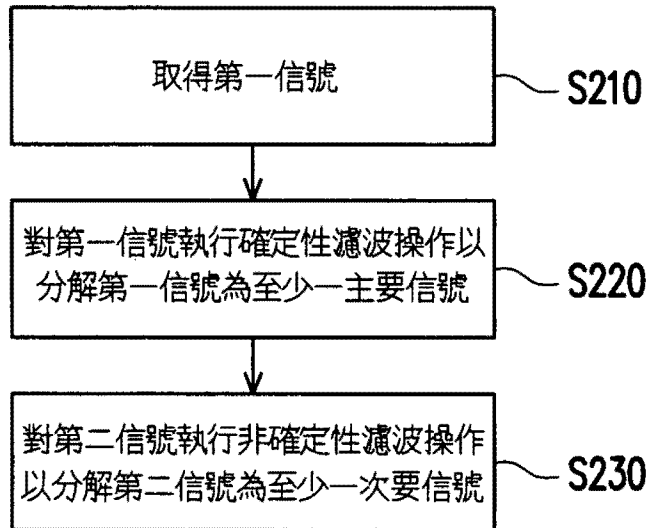 取得第一信號
S210
對第一信號執行確定性濾波操作以
分解第一信號為至少一主要信號
S220
對第二信號執行非確定性濾波操作
以分解第二信號為至少一次要信號
S230